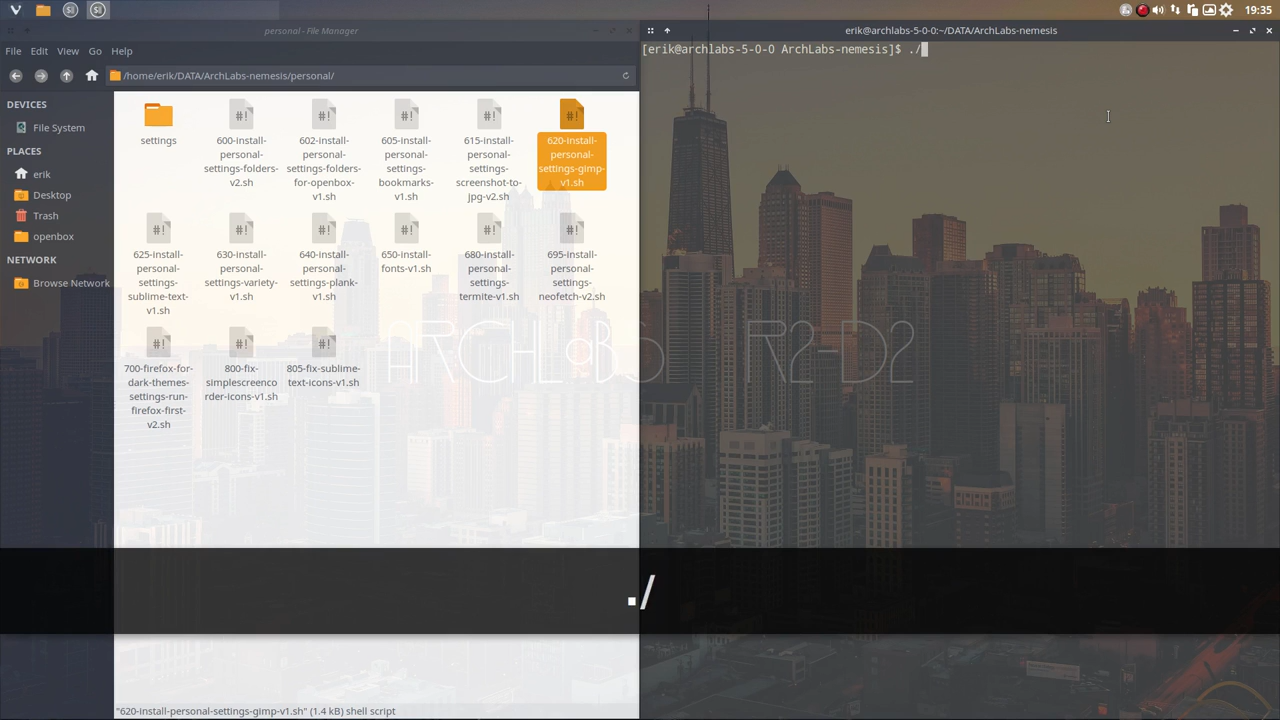 19:35
personal - File Manager
File Edit View Go Help
/home/erik/DATA/ArchLabs-nemesis/personal/
DEVICES
File System
PLACES
erik
Desktop
Trash
openbox
NETWORK
Browse Network
settings
600-install-
personal-
settings-folders-
v2.sh
602-install-
personal-
settings-folders-
for-openbox-
v1.sh
605-install-
personal-
settings-
bookmarks-
v1.sh
615-install-
personal-
settings-
screenshot-to-
jpg-v2.sh
620-install-
personal-
settings-gimp-
v1.sh
625-install-
personal-
settings-
sublime-text-
v1.sh
630-install-
personal-
settings-variety-
v1.sh
640-install-
personal-
settings-plank-
v1.sh
650-install-
fonts-v1.sh
680-install-
personal-
settings-
termite-v1.sh
695-install-
personal-
settings-
neofetch-v2.sh
700-firefox-for-
dark-themes-
settings-run-
firefox-first-
v2.sh
800-fix-
simplescreenco
rder-icons-v1.sh
805-fix-sublime-
text-icons-v1.sh
"620-install-personal-settings-gimp-v1.sh" (1.4 kB) shell script
erik@archlabs-5-0-0:~/DATA/ArchLabs-nemesis
[erik@archlabs-5-0-0 ArchLabs-nemesis]$ ./
ARCHLaBS R2-D2
./